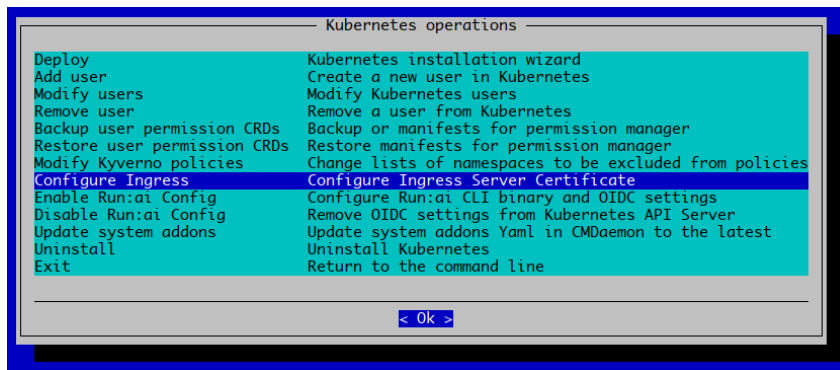 Kubernetes operations
Deploy Kubernetes installation wizard
Add user Create a new user in Kubernetes
Modify users Modify Kubernetes users
Remove user Remove a user from Kubernetes
Backup user permission CRDs Backup or manifests for permission manager
Restore user permission CRDs Restore manifests for permission manager
Modify Kyverno policies Change lists of namespaces to be excluded from policies
Configure Ingress Configure Ingress Server Certificate
Enable Run:ai Config Configure Run:ai CLI binary and OIDC settings
Disable Run:ai Config Remove OIDC settings from Kubernetes API Server
Update system addons Update system addons Yaml in CMDaemon to the latest
Uninstall Uninstall Kubernetes
Exit Return to the command line
< Ok >